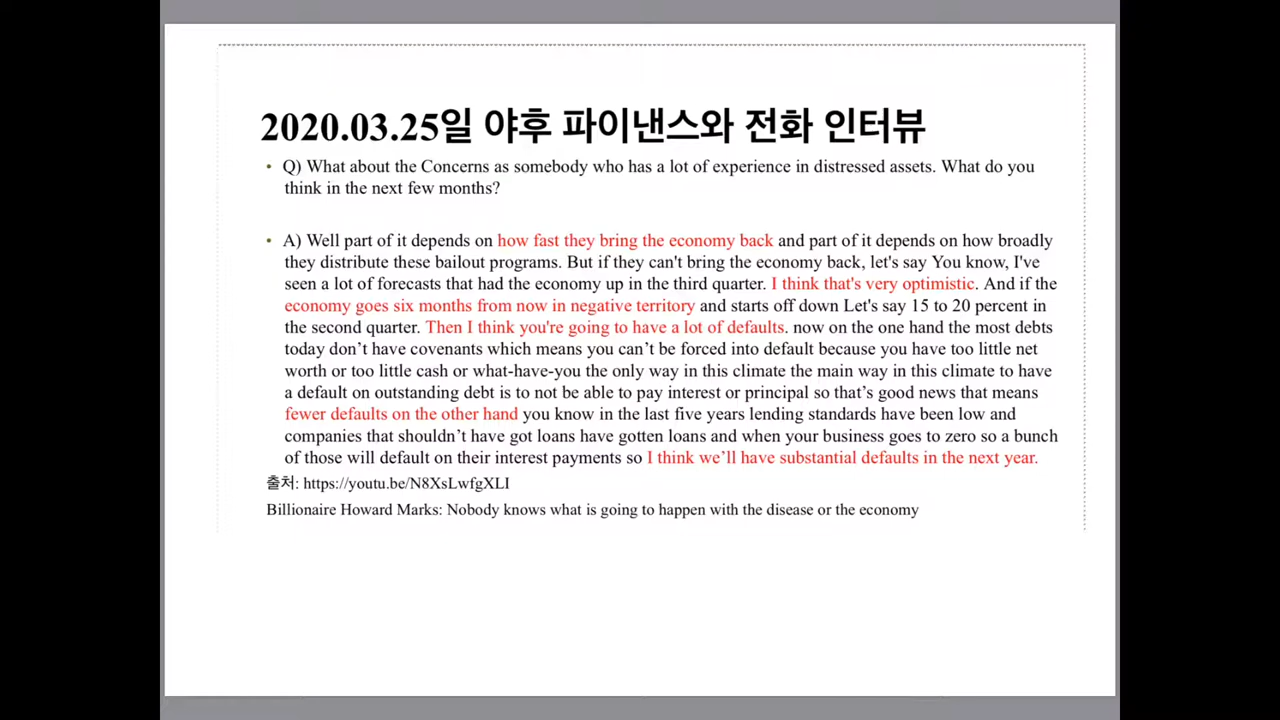 2020.03.25일 야후 파이낸스와 전화 인터뷰
• Q) What about the Concerns as somebody who has a lot of experience in distressed assets. What do you
think in the next few months?
• A) Well part of it depends on how fast they bring the economy back and part of it depends on how broadly
they distribute these bailout programs. But if they can't bring the economy back, let's say You know, I've
seen a lot of forecasts that had the economy up in the third quarter. I think that's very optimistic. And if the
economy goes six months from now in negative territory and starts off down Let's say 15 to 20 percent in
the second quarter. Then I think you're going to have a lot of defaults. now on the one hand the most debts
today don’t have covenants which means you can’t be forced into default because you have too little net
worth or too little cash or what-have-you the only way in this climate the main way in this climate to have
a default on outstanding debt is to not be able to pay interest or principal so that’s good news that means
fewer defaults on the other hand you know in the last five years lending standards have been low and
companies that shouldn’t have got loans have gotten loans and when your business goes to zero so a bunch
of those will default on their interest payments so I think we’ll have substantial defaults in the next year.
출처: https://youtu.be/N8XsLwfgXLI
Billionaire Howard Marks: Nobody knows what is going to happen with the disease or the economy